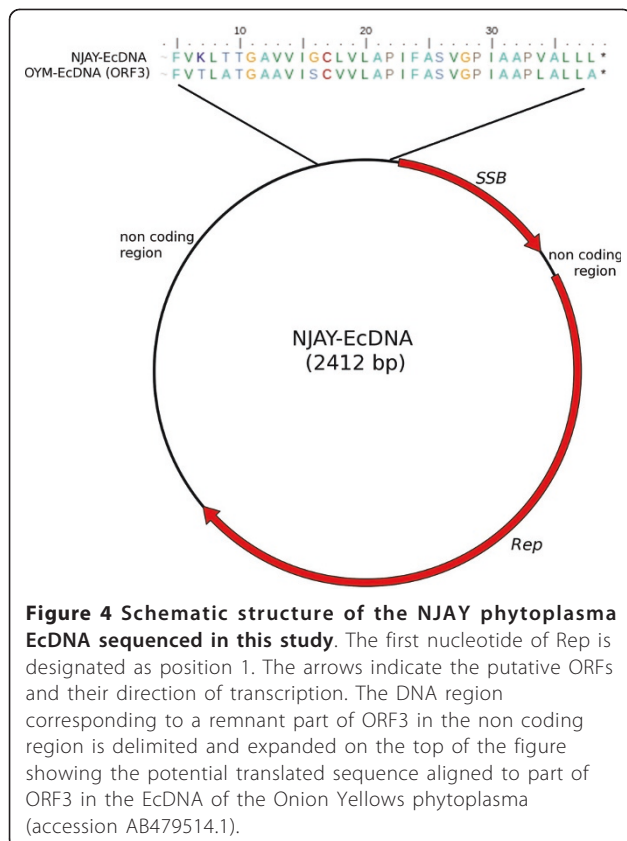 10 20 30
NJAY-EcDNA ~FVKLTTGAVVIGCLVLAPIFASVGPIAAPVALLL*
OYM-EcDNA (ORF3) ~FVTLATGAAVISCVVLAPIFASVGPIAAPLALLA*
SSB
non coding
region
non coding
region
NJAY-EcDNA
(2412 bp)
Rep
Figure 4 Schematic structure of the NJAY phytoplasma
EcDNA sequenced in this study. The first nucleotide of Rep is
designated as position 1. The arrows indicate the putative ORFs
and their direction of transcription. The DNA region
corresponding to a remnant part of ORF3 in the non coding
region is delimited and expanded on the top of the figure
showing the potential translated sequence aligned to part of
ORF3 in the EcDNA of the Onion Yellows phytoplasma
(accession AB479514.1).